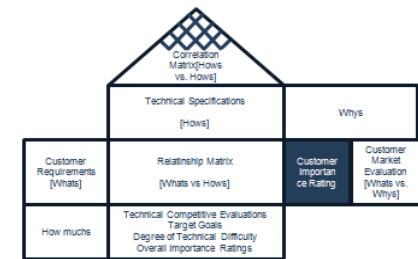 Correlation
Matrix[Hows
vs. Hows]
Technical Specifications
[Hows]
Whys
Customer
Requirements
[Whats]
Relatinship Matrix
[Whats vs Hows]
Customer
Importan
ce Rating
Customer
Market
Evaluation
[Whats vs.
Whys]
How muchs
Technical Competitive Evaluations
Target Goals
Degree of Technical Difficulty
Overall Importance Ratings